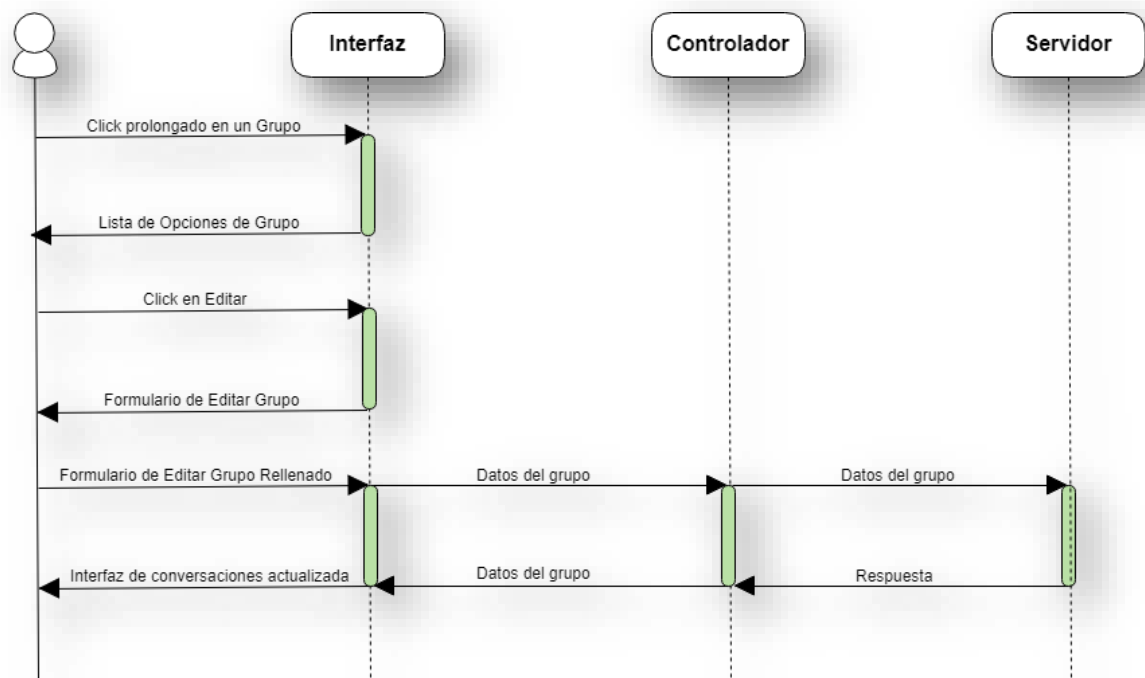 Interfaz
Controlador
Servidor
Click prolongado en un Grupo
Lista de Opciones de Grupo
Click en Editar
Formulario de Editar Grupo
Formulario de Editar Grupo Rellenado
Datos del grupo
Datos del grupo
Interfaz de conversaciones actualizada
Datos del grupo
Respuesta